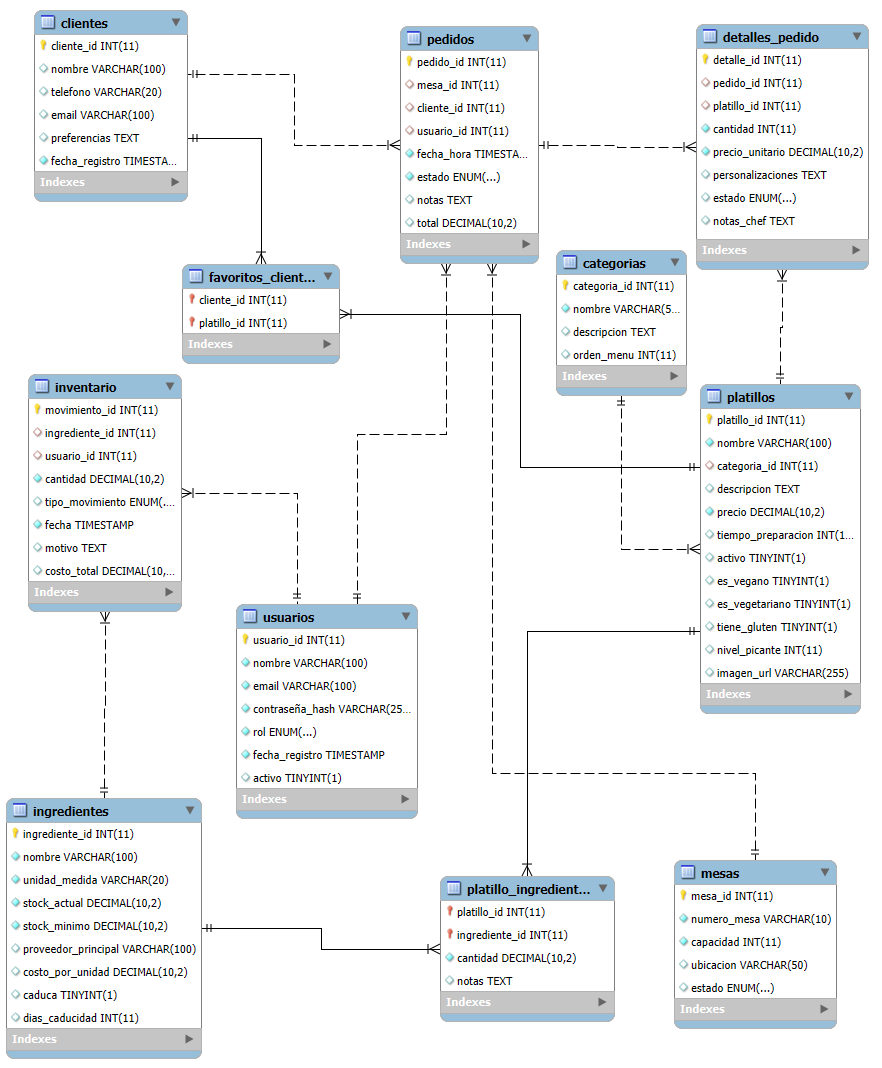 clientes
cliente_id INT(11)
nombre VARCHAR(100)
telefono VARCHAR(20)
email VARCHAR(100)
preferencias TEXT
fecha_registro TIMESTA...
Indexes
pedidos
pedido_id INT(11)
mesa_id INT(11)
cliente_id INT(11)
usuario_id INT(11)
fecha_hora TIMESTA...
estado ENUM(...)
notas TEXT
total DECIMAL(10,2)
Indexes
detalles_pedido
detalle_id INT(11)
pedido_id INT(11)
platillo_id INT(11)
cantidad INT(11)
precio_unitario DECIMAL(10,2)
personalizaciones TEXT
estado ENUM(...)
notas_chef TEXT
Indexes
favoritos_client...
cliente_id INT(11)
platillo_id INT(11)
Indexes
categorias
categoria_id INT(11)
nombre VARCHAR(5...
descripcion TEXT
orden_menu INT(11)
Indexes
inventario
movimiento_id INT(11)
ingrediente_id INT(11)
usuario_id INT(11)
cantidad DECIMAL(10,2)
tipo_movimiento ENUM(....
fecha TIMESTAMP
motivo TEXT
costo_total DECIMAL(10,...
Indexes
platillos
platillo_id INT(11)
nombre VARCHAR(100)
categoria_id INT(11)
descripcion TEXT
precio DECIMAL(10,2)
tiempo_preparacion INT(1...
activo TINYINT(1)
es_vegano TINYINT(1)
es_vegetariano TINYINT(1)
tiene_gluten TINYINT(1)
nivel_picante INT(11)
imagen_url VARCHAR(255)
Indexes
usuarios
usuario_id INT(11)
nombre VARCHAR(100)
email VARCHAR(100)
contraseña_hash VARCHAR(25...
rol ENUM(...)
fecha_registro TIMESTAMP
activo TINYINT(1)
Indexes
ingredientes
ingrediente_id INT(11)
nombre VARCHAR(100)
unidad_medida VARCHAR(20)
stock_actual DECIMAL(10,2)
stock_minimo DECIMAL(10,2)
proveedor_principal VARCHAR(100)
costo_por_unidad DECIMAL(10,2)
caduca TINYINT(1)
dias_caducidad INT(11)
Indexes
platillo_ingredient...
platillo_id INT(11)
ingrediente_id INT(11)
cantidad DECIMAL(10,2)
notas TEXT
Indexes
mesas
mesa_id INT(11)
numero_mesa VARCHAR(10)
capacidad INT(11)
ubicacion VARCHAR(50)
estado ENUM(...)
Indexes